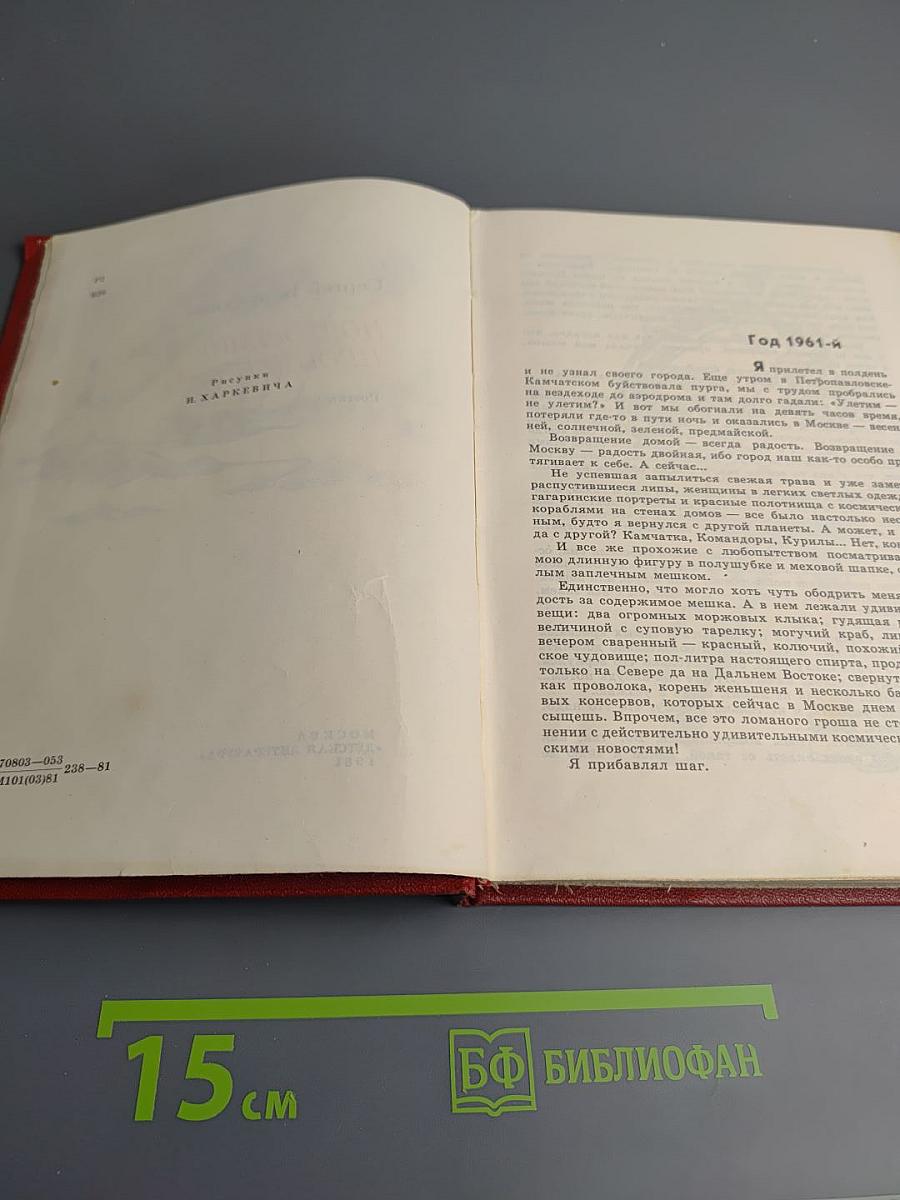 Рисунки
И. ХАРКЕВИЧА
70803—053
М101(03)81
238—81
Год 1961-й
Я прилетел в полдень
и не узнал своего города. Еще утром в Петропавловске-
Камчатском буйствовала пурга, мы с трудом пробрались
на вездеходе до аэродрома и там долго гадали: «Улетим —
не улетим?» И вот мы обогнали на девять часов время,
потеряли где-то в пути ночь и оказались в Москве — весен
ней, солнечной, зеленой, предмайской.
Возвращение домой — всегда радость. Возвращение
Москву — радость двойная, ибо город наш как-то особо пр
тягивает к себе. А сейчас...
Не успевшая запылиться свежая трава и уже заме
распустившиеся липы, женщины в легких светлых одеж
гагаринские портреты и красные полотнища с космическ
кораблями на стенах домов — все было настолько нес
ным, будто я вернулся с другой планеты. А может, и
да с другой? Камчатка, Командоры, Курилы... Нет, кон
И все же прохожие с любопытством посматрива
мою длинную фигуру в полушубке и меховой шапке, с
лым заплечным мешком.
Единственно, что могло хоть чуть ободрить меня
дость за содержимое мешка. А в нем лежали удиви
вещи: два огромных моржовых клыка; гудящая р
величиной с суповую тарелку; могучий краб, ли
вечером сваренный — красный, колючий, похожи
ское чудовище; пол-литра настоящего спирта, прод
только на Севере да на Дальнем Востоке; свернут
как проволока, корень женьшеня и несколько ба
вых консервов, которых сейчас в Москве днем
сыщешь. Впрочем, все это ломаного гроша не сто
нении с действительно удивительными космичес
скими новостями!
Я прибавлял шаг.
15 см
БФ БИБЛИОФАН